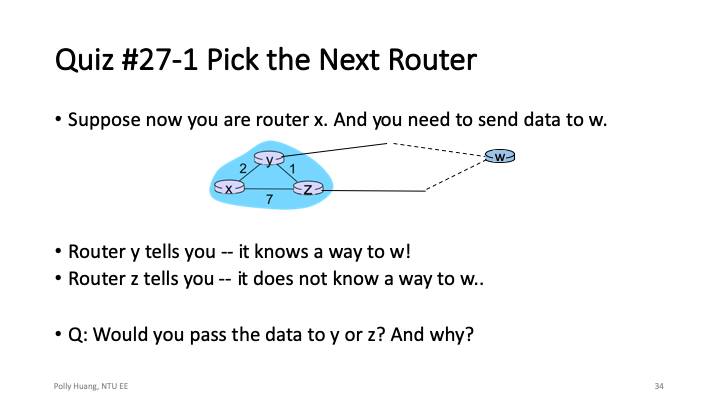 Quiz #27-1 Pick the Next Router
• Suppose now you are router x. And you need to send data to w.
y
w
2
1
x
z
7
• Router y tells you -- it knows a way to w!
• Router z tells you -- it does not know a way to w..
• Q: Would you pass the data to y or z? And why?
Polly Huang, NTU EE
34